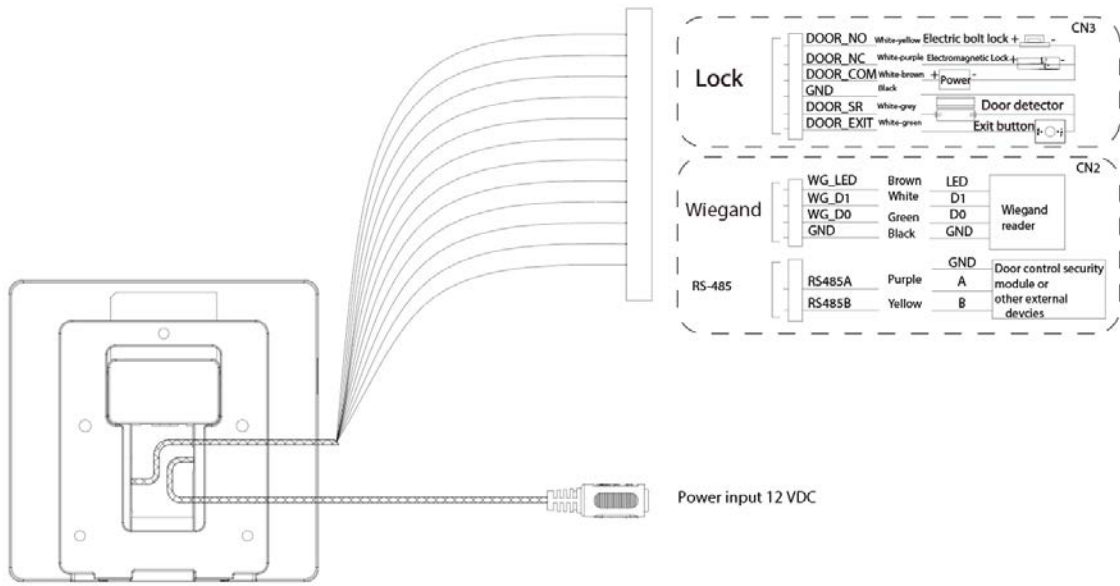 CN3
DOOR_NO White-yellow Electric bolt lock + -
DOOR_NC White-purple Electromagnetic Lock + -
DOOR_COM White-brown + Power -
GND Black
DOOR_SR White-grey Door detector
DOOR_EXIT White-green Exit button
Lock
CN2
WG_LED Brown LED
WG_D1 White D1
WG_D0 Green D0
GND Black GND
Wiegand
Wiegand
reader
GND
RS485A Purple A
RS485B Yellow B
RS-485
Door control security
module or
other external
devcies
Power input 12 VDC